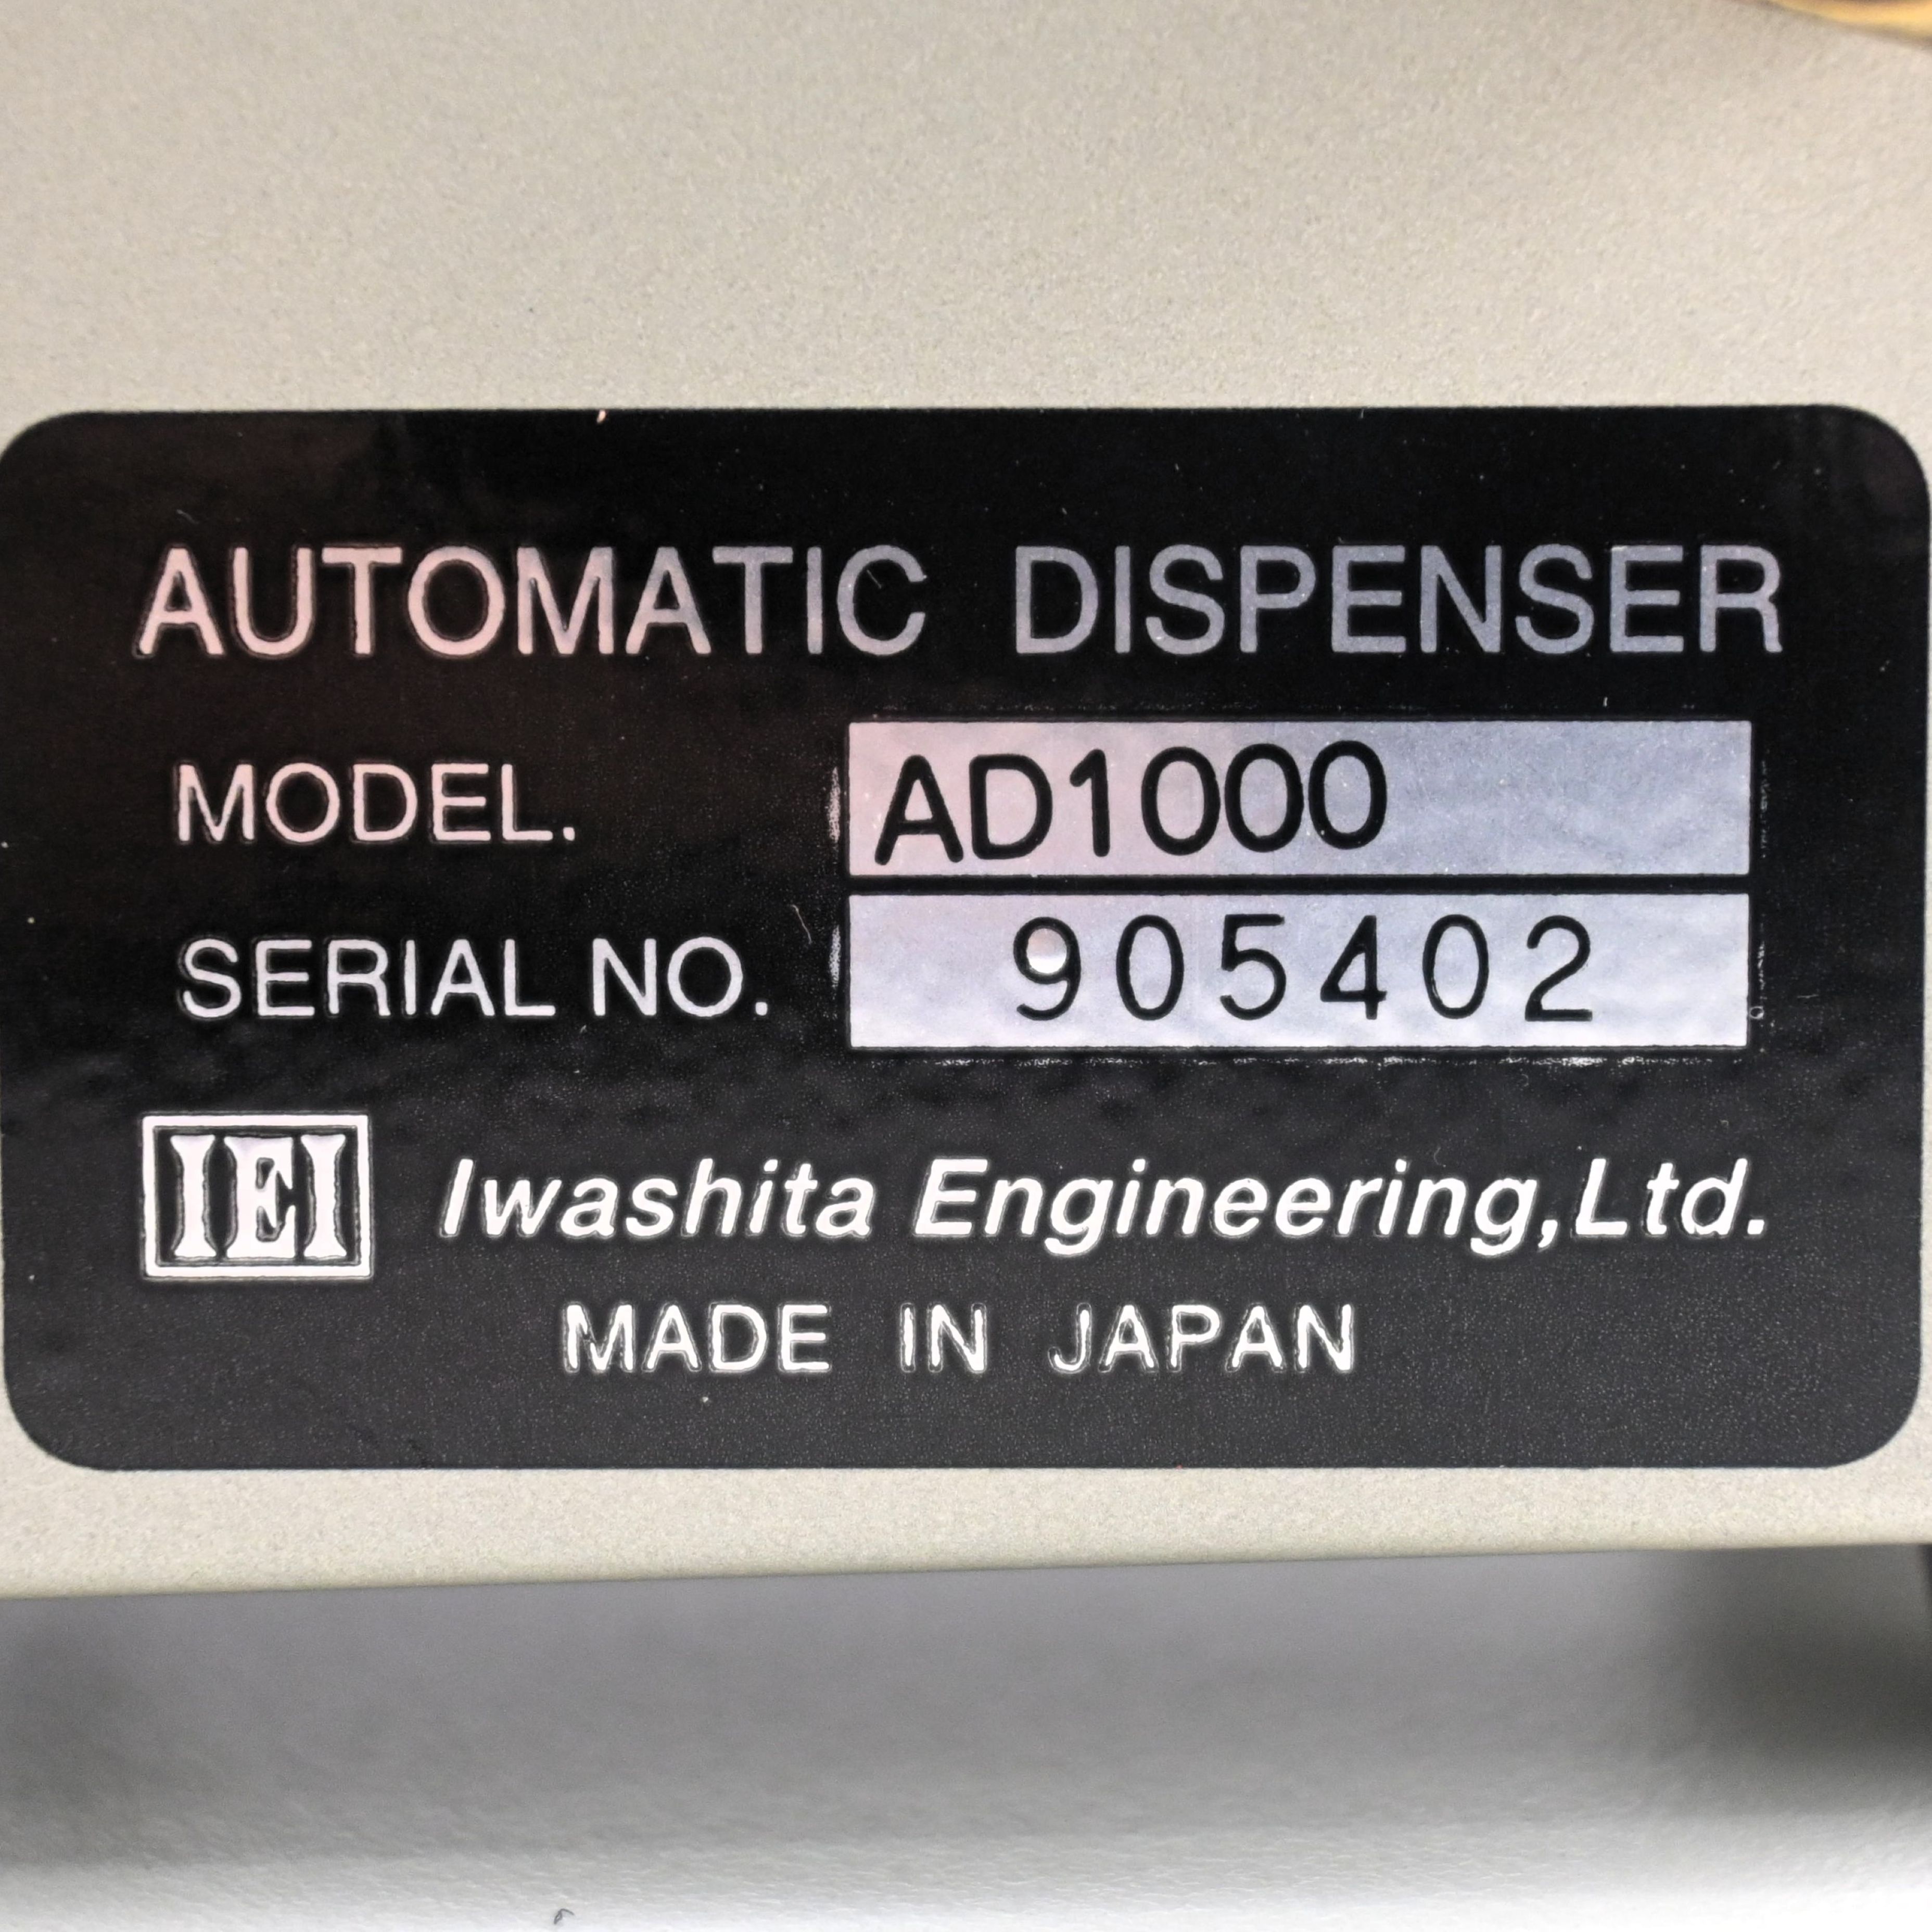 AUTOMATIC DISPENSER
MODEL. AD1000
SERIAL NO. 905402
IEI Iwashita Engineering,Ltd.
MADE IN JAPAN